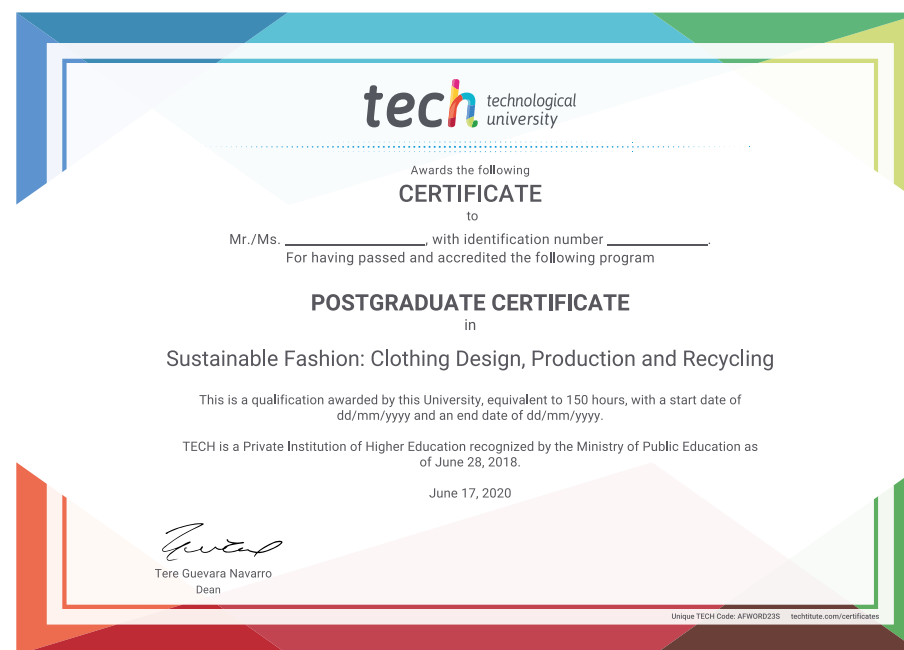 tech technological
university
Awards the following
CERTIFICATE
to
Mr./Ms. ____________, with identification number ____________.
For having passed and accredited the following program
POSTGRADUATE CERTIFICATE
in
Sustainable Fashion: Clothing Design, Production and Recycling
This is a qualification awarded by this University, equivalent to 150 hours, with a start date of
dd/mm/yyyy and an end date of dd/mm/yyyy.
TECH is a Private Institution of Higher Education recognized by the Ministry of Public Education as
of June 28, 2018.
June 17, 2020
Tere Guevara Navarro
Dean
Unique TECH Code: AFWORD23S techtitute.com/certificates